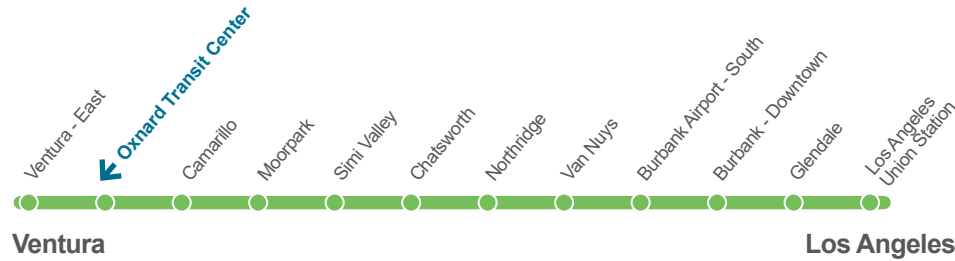 Ventura - East
Oxnard Transit Center
Camarillo
Moorpark
Simi Valley
Chatsworth
Northridge
Van Nuys
Burbank Airport - South
Burbank - Downtown
Glendale
Los Angeles
Union Station
Ventura
Los Angeles